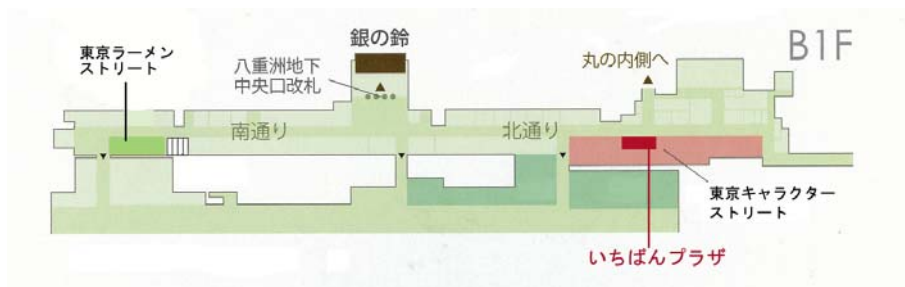 銀の鈴
B1F
東京ラーメン
ストリート
八重洲地下
中央口改札
丸の内側へ
南通り
北通り
東京キャラクター
ストリート
いちばんプラザ